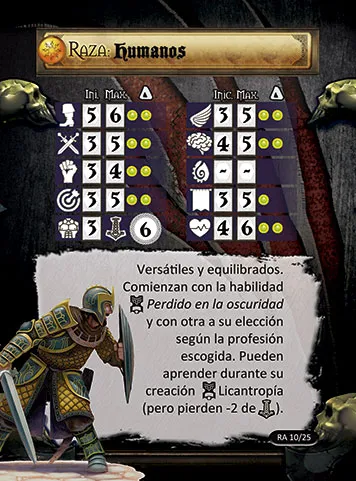 Raza: Humanos
Ini. Max. Inic. Max.
5 6 3 5
3 5 4 5
3 4 - -
3 5 3 5
3 6 4 6
Versátiles y equilibrados.
Comienzan con la habilidad
Perdido en la oscuridad
y con otra a su elección
según la profesión
escogida. Pueden
aprender durante su
creación Licantropía
(pero pierden -2 de ).
RA 10/25